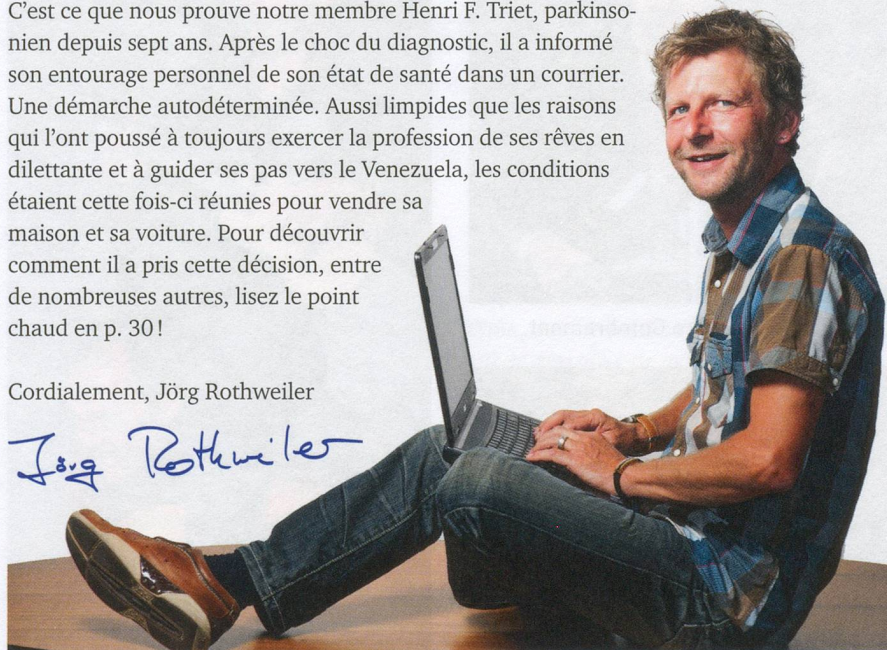 C'est ce que nous prouve notre membre Henri F. Triet, parkinso-
nien depuis sept ans. Après le choc du diagnostic, il a informé
son entourage personnel de son état de santé dans un courrier.
Une démarche autodéterminée. Aussi limpides que les raisons
qui l'ont poussé à toujours exercer la profession de ses rêves en
dilettante et à guider ses pas vers le Venezuela, les conditions
étaient cette fois-ci réunies pour vendre sa
maison et sa voiture. Pour découvrir
comment il a pris cette décision, entre
de nombreuses autres, lisez le point
chaud en p. 30 !
Cordialement, Jörg Rothweiler
Jörg Rothweiler